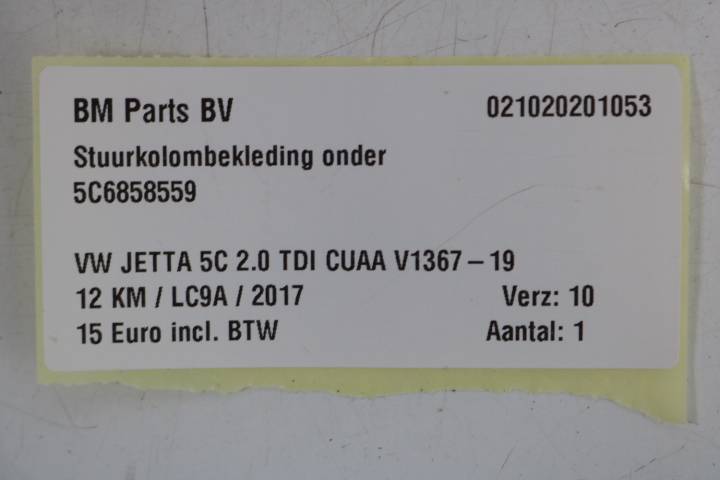 BM Parts BV 021020201053
Stuurkolombekleding onder
5C6858559
VW JETTA 5C 2.0 TDI CUAA V1367 – 19
12 KM / LC9A / 2017 Verz: 10
15 Euro incl. BTW Aantal: 1